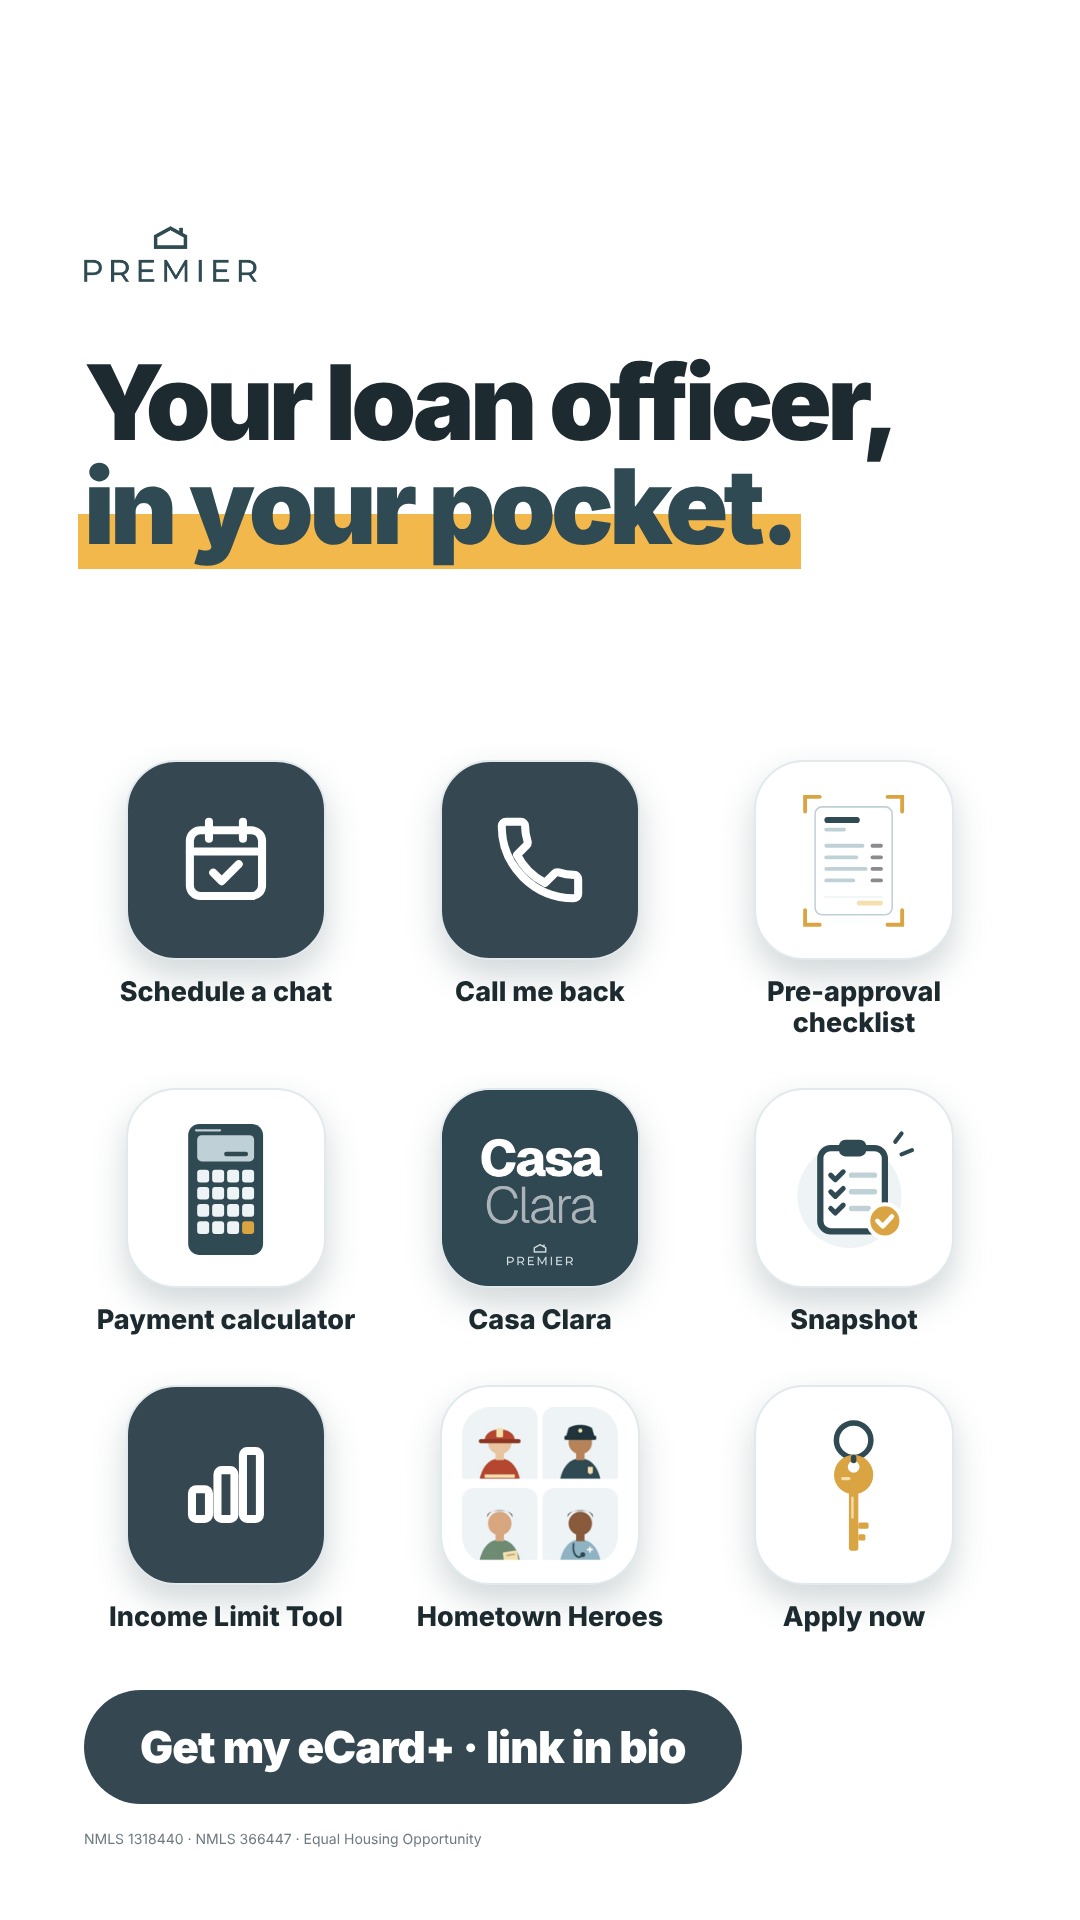 PREMIER
Your loan officer,
in your pocket.
Schedule a chat
Call me back
Pre-approval
checklist
Casa
Clara
PREMIER
Payment calculator
Casa Clara
Snapshot
Income Limit Tool
Hometown Heroes
Apply now
Get my eCard+ · link in bio
NMLS 1318440 · NMLS 366447 · Equal Housing Opportunity